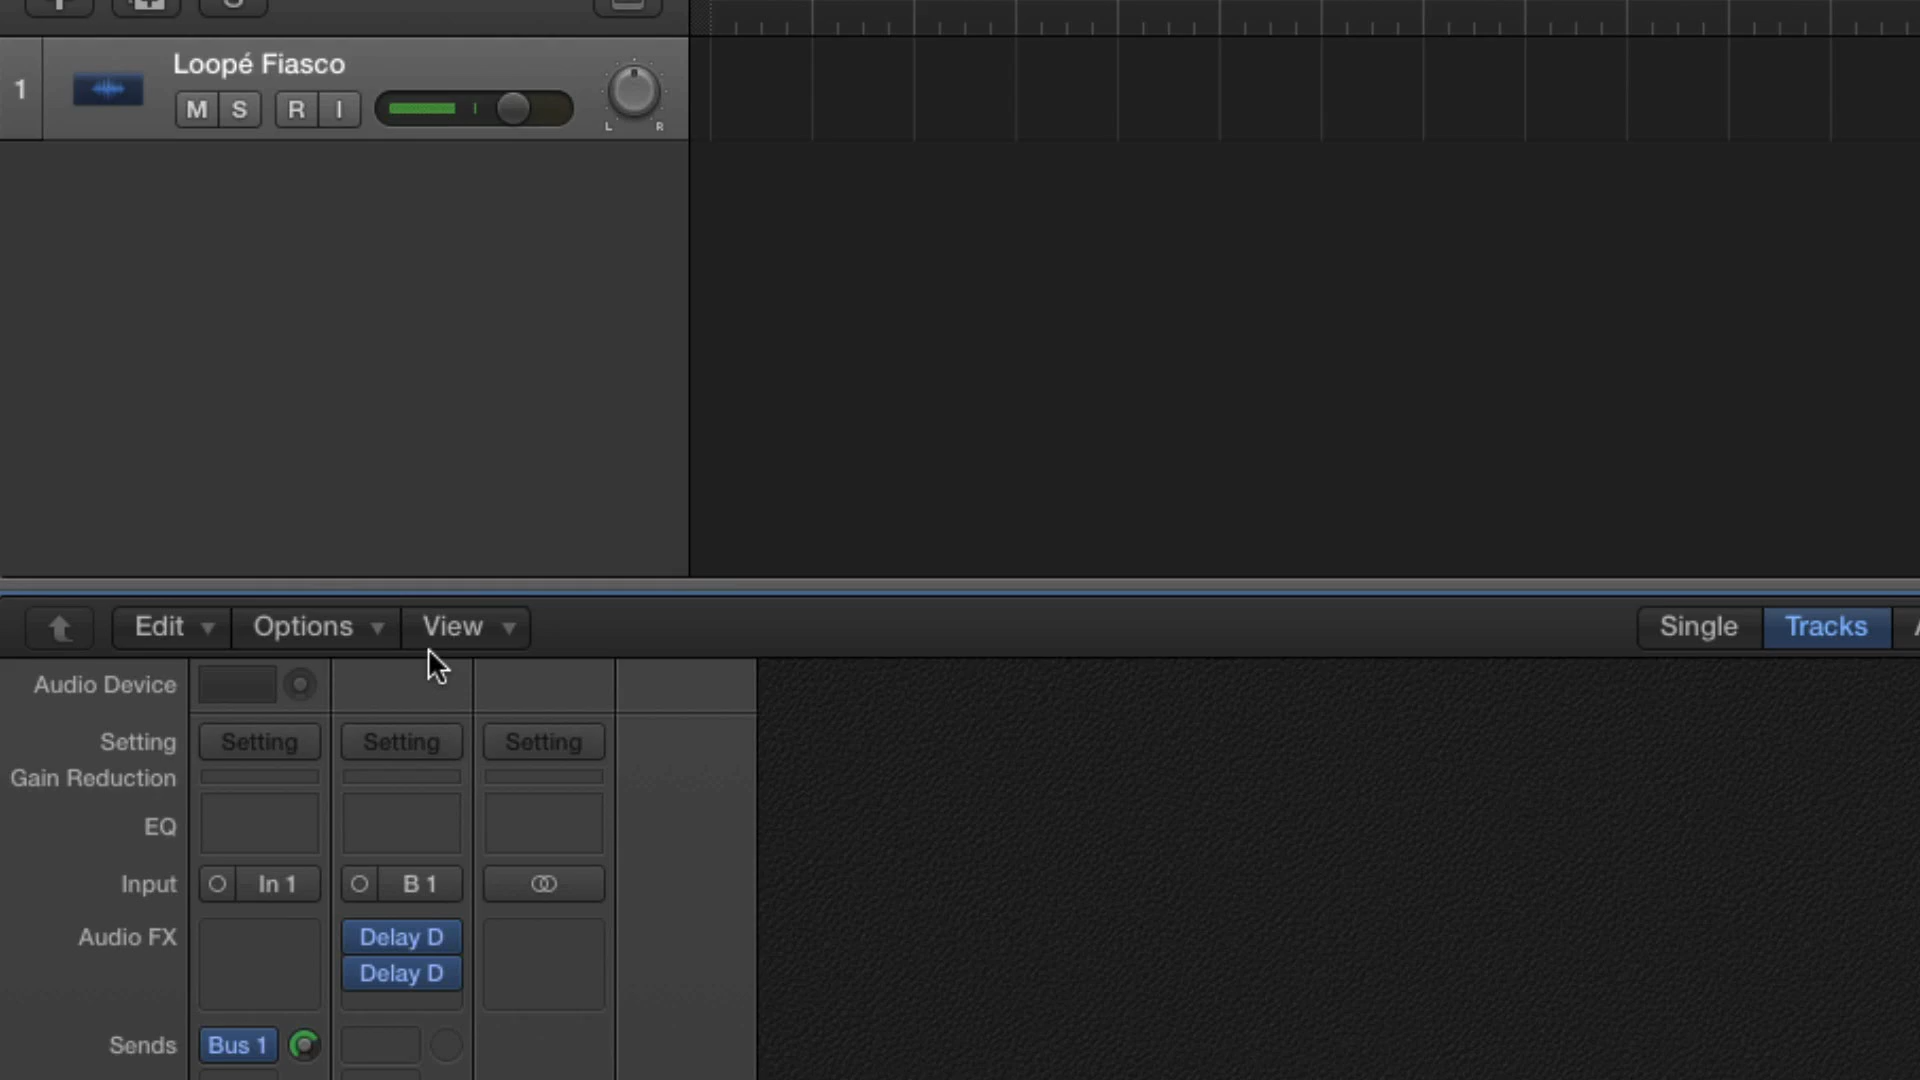 1
Loopé Fiasco
M S R I
L R
Edit Options View
Single Tracks
Audio Device
Setting Setting Setting Setting
Gain Reduction
EQ
Input In 1 B 1
Audio FX Delay D
Delay D
Sends Bus 1